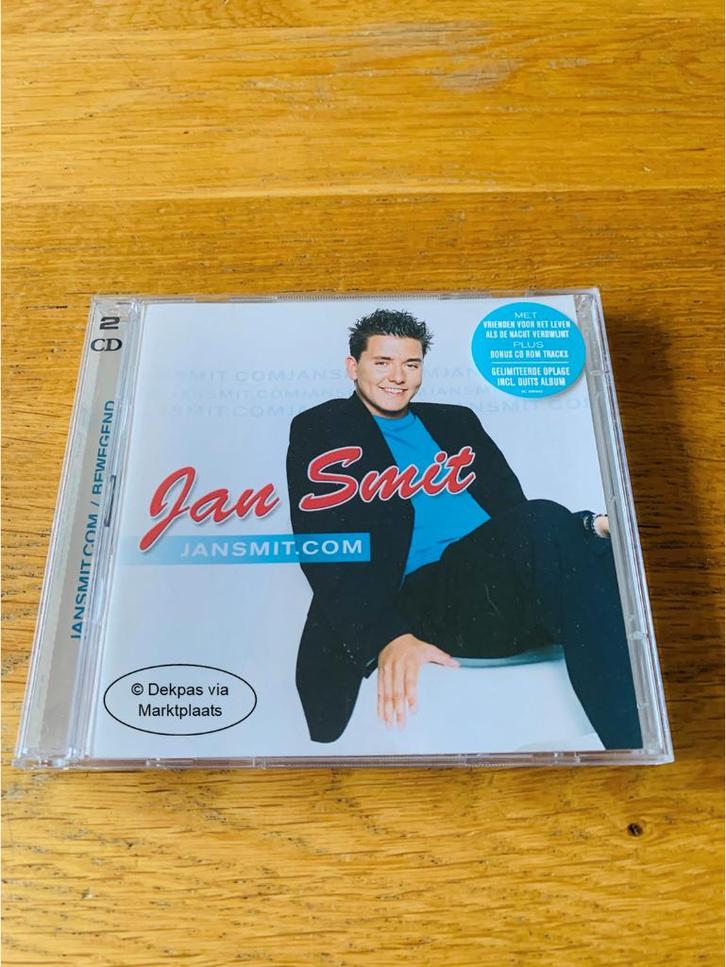 2
CD
JANSMIT.COM / BEWEGEND
MET
VRIENDEN VOOR HET LEVEN
ALS DE NACHT VERDWIJNT
PLUS
BONUS CD ROM TRACKS
GELIMITEERDE OPLAGE
INCL. DUITS ALBUM
Jan Smit
JANSMIT.COM
© Dekpas via
Marktplaats